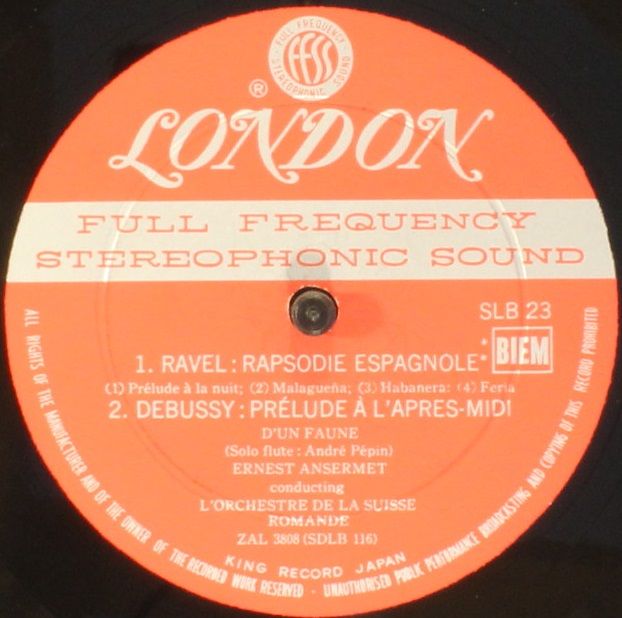 FULL FREQUENCY
STEREOPHONIC SOUND
FFSS
®
LONDON
FULL FREQUENCY
STEREOPHONIC SOUND
SLB 23
1. RAVEL : RAPSODIE ESPAGNOLE * * BIEM
(1) Prélude à la nuit; (2) Malagueña; (3) Habanera: (4) Feria
2. DEBUSSY : PRÉLUDE À L'APRES-MIDI
D'UN FAUNE
(Solo flute : André Pépin)
ERNEST ANSERMET
conducting
L'ORCHESTRE DE LA SUISSE
ROMANDE
ZAL 3808 (SDLB 116)
KING RECORD JAPAN
ALL RIGHTS OF THE MANUFACTURER AND OF THE OWNER OF THE RECORDED WORK RESERVED · UNAUTHORISED PUBLIC PERFORMANCE BROADCASTING AND COPYING OF THIS RECORD PROHIBITED